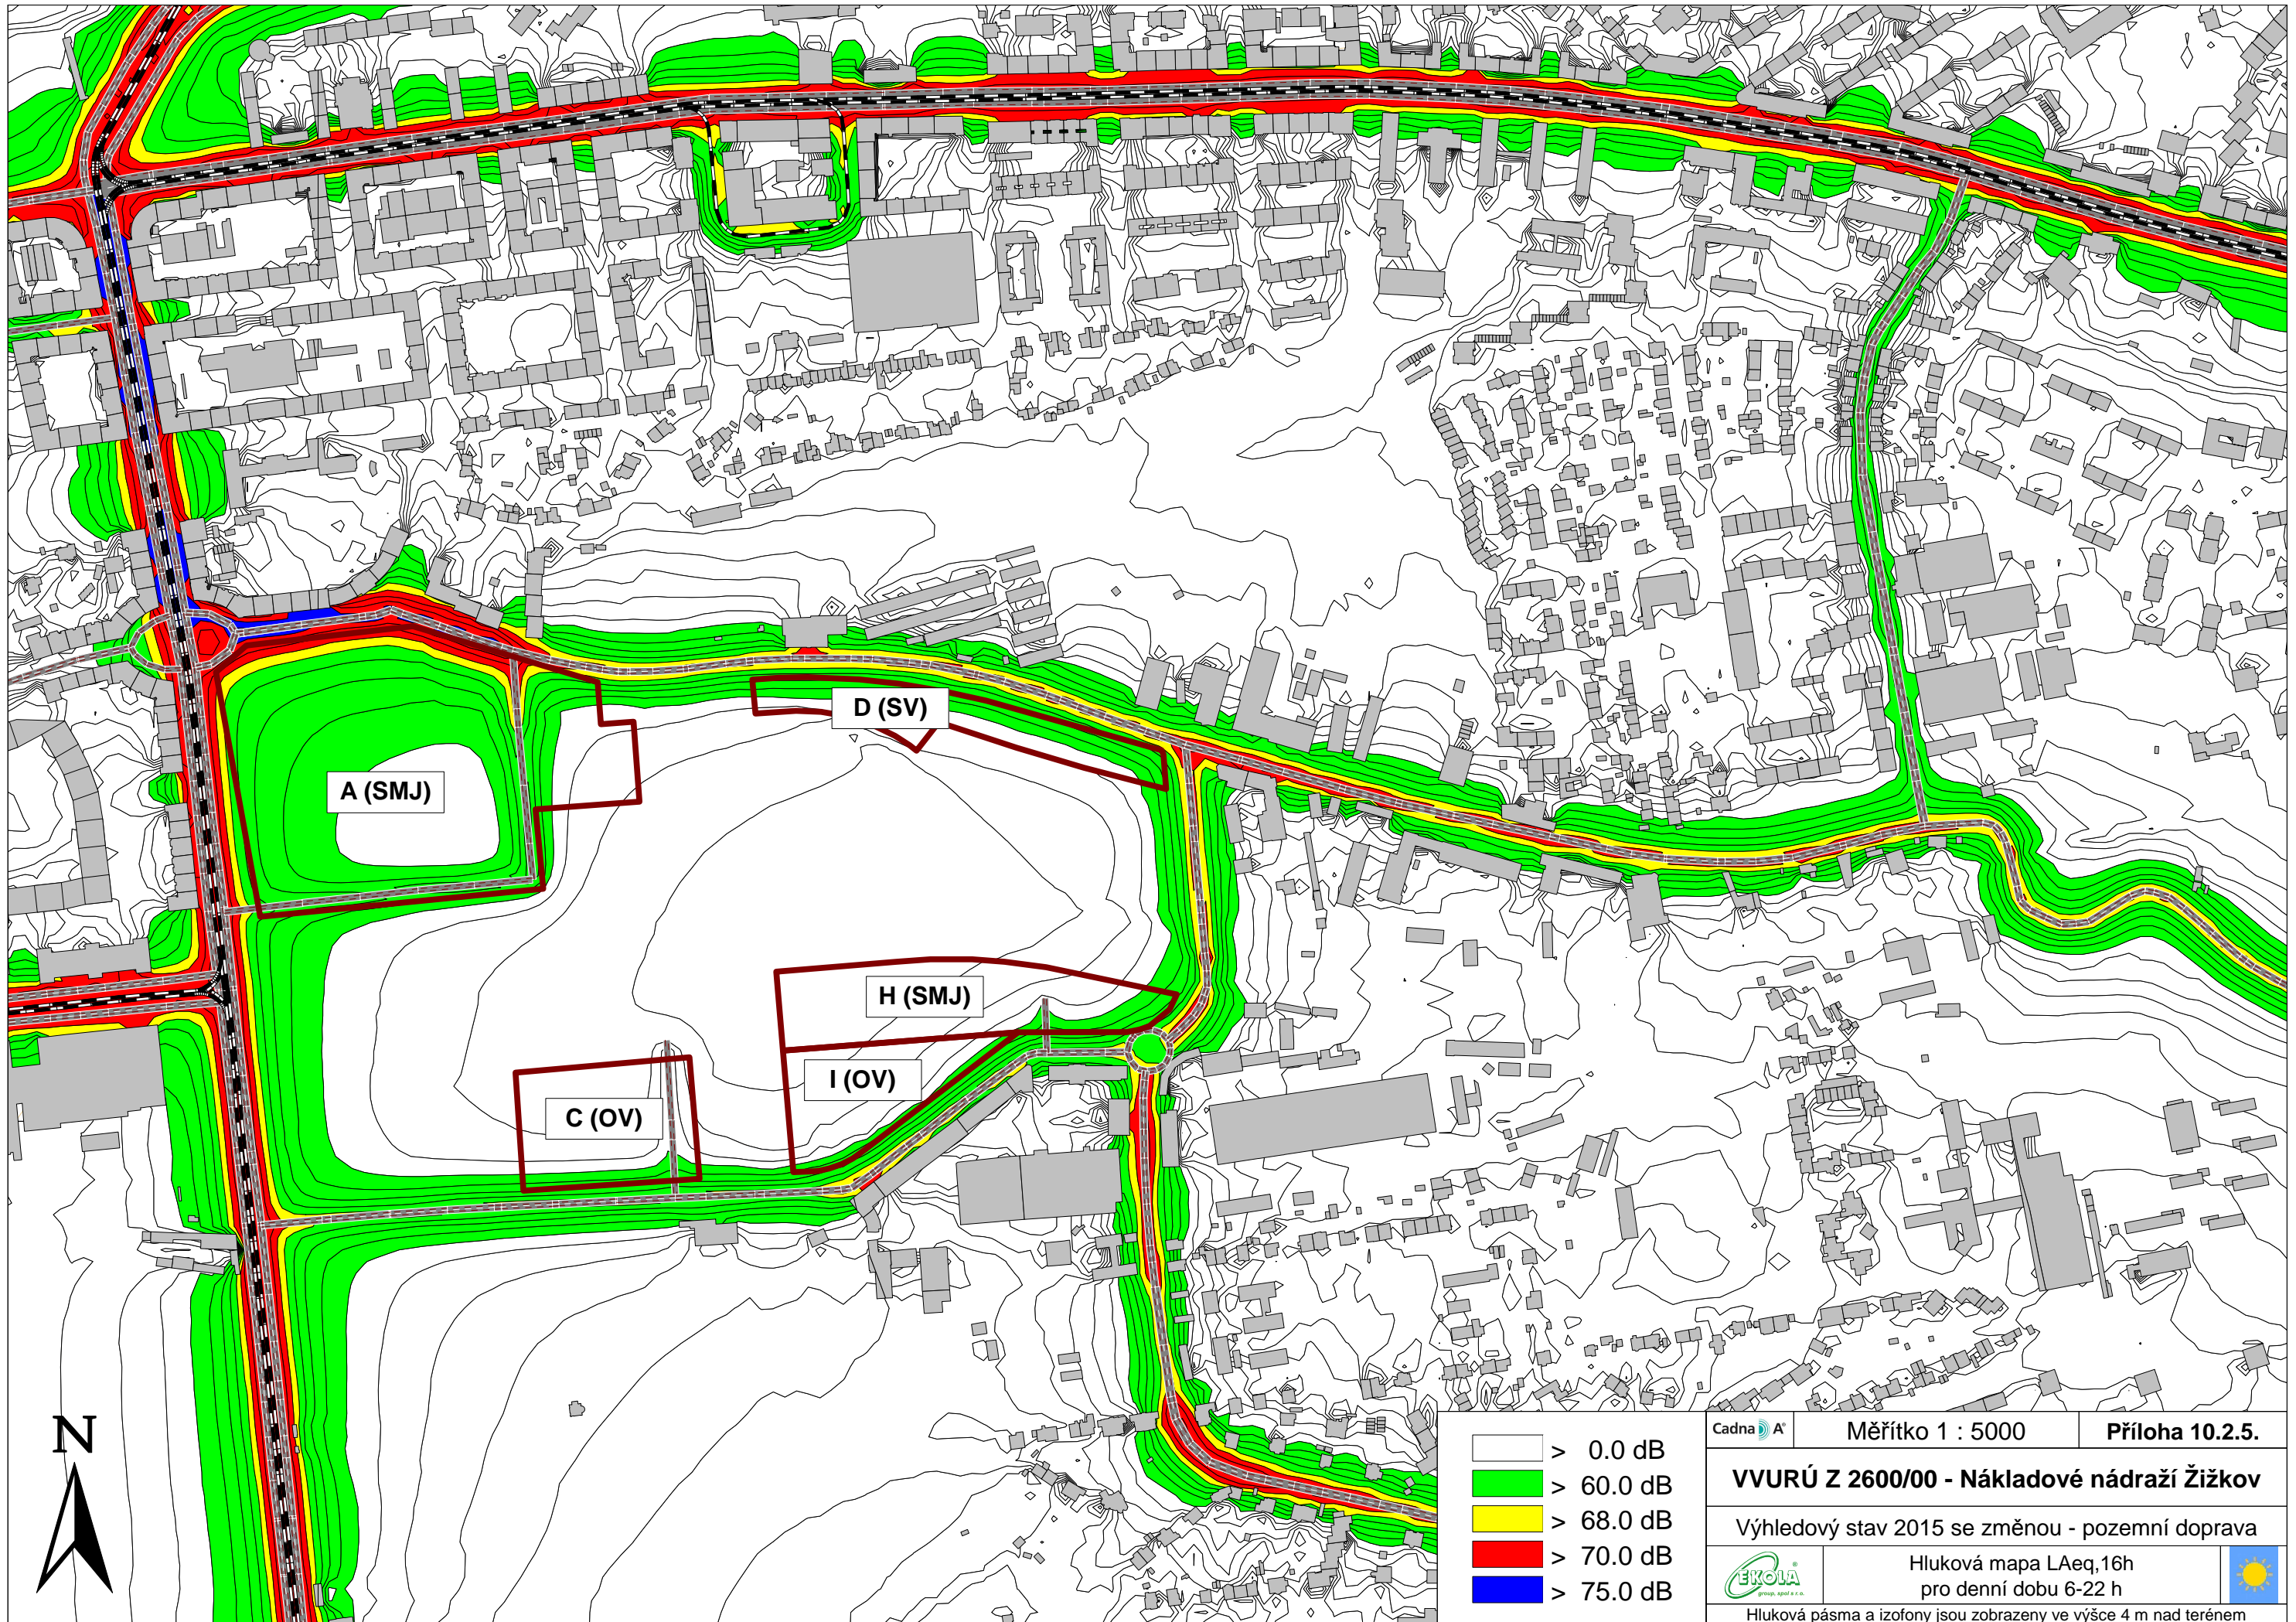 D (SV)
A (SMJ)
H (SMJ)
I (OV)
C (OV)
N
> 0.0 dB
> 60.0 dB
> 68.0 dB
> 70.0 dB
> 75.0 dB
Cadna A®
Měřítko 1 : 5000
Příloha 10.2.5.
VVURÚ Z 2600/00 - Nákladové nádraží Žižkov
Výhledový stav 2015 se změnou - pozemní doprava
EKOLA ®
group, spol s r.o.
Hluková mapa LAeq,16h
pro denní dobu 6-22 h
Hluková pásma a izofony jsou zobrazeny ve výšce 4 m nad terénem